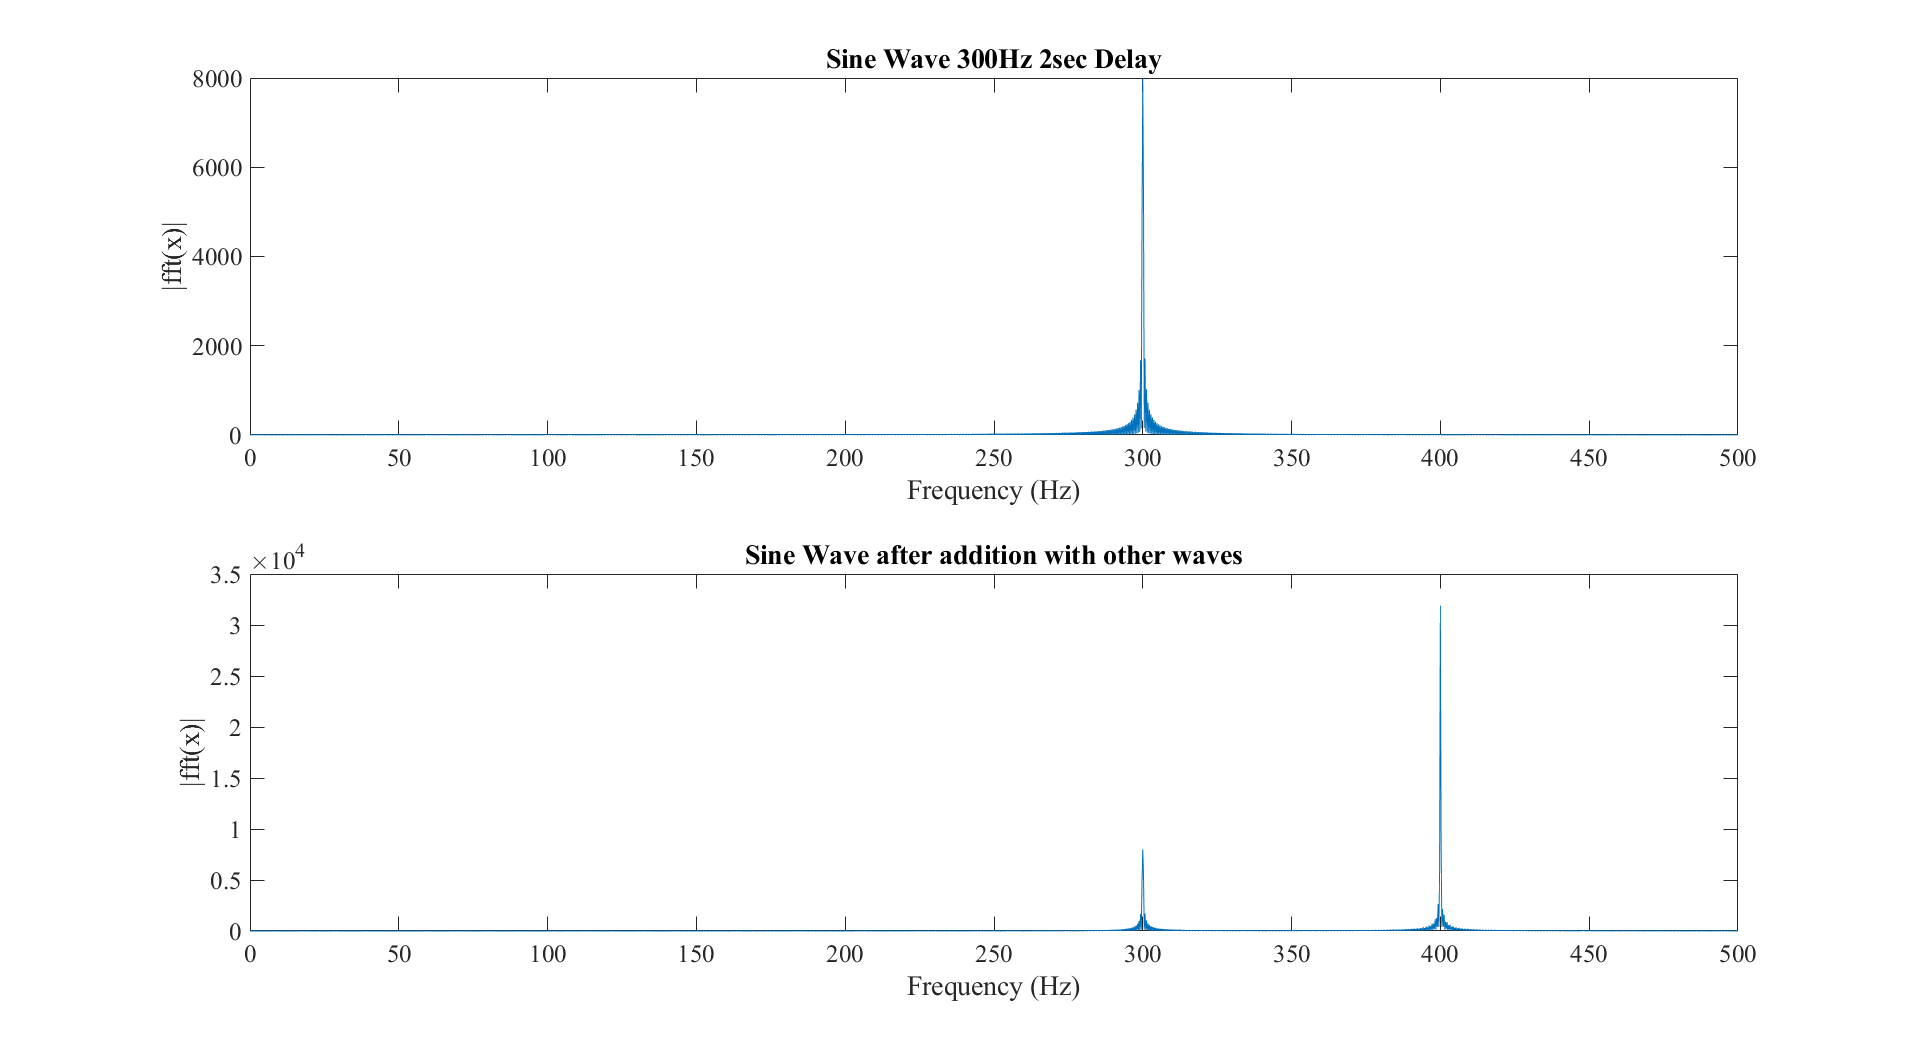 Sine Wave 300Hz 2sec Delay
8000
6000
4000
2000
0
|fft(x)|
0 50 100 150 200 250 300 350 400 450 500
Frequency (Hz)
Sine Wave after addition with other waves
×10⁴
3.5
3
2.5
2
1.5
1
0.5
0
|fft(x)|
0 50 100 150 200 250 300 350 400 450 500
Frequency (Hz)